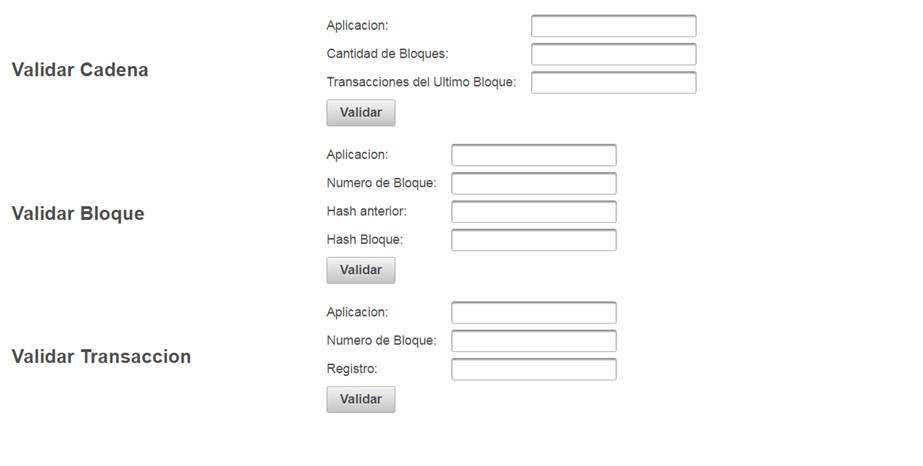 Validar Cadena
Aplicacion:
Cantidad de Bloques:
Transacciones del Ultimo Bloque:
Validar
Validar Bloque
Aplicacion:
Numero de Bloque:
Hash anterior:
Hash Bloque:
Validar
Validar Transaccion
Aplicacion:
Numero de Bloque:
Registro:
Validar